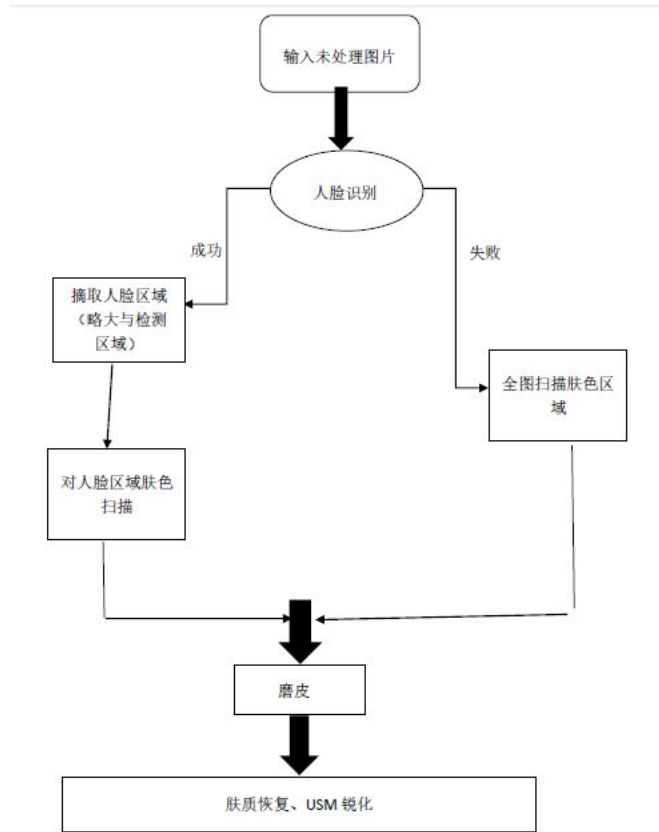 输入未处理图片
人脸识别
成功
失败
摘取人脸区域
（略大与检测
区域）
全图扫描肤色区
域
对人脸区域肤色
扫描
磨皮
肤质恢复、USM 锐化